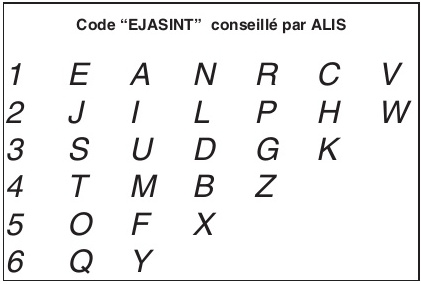 Code “EJASINT” conseillé par ALIS
1 E A N R C V
2 J I L P H W
3 S U D G K
4 T M B Z
5 O F X
6 Q Y